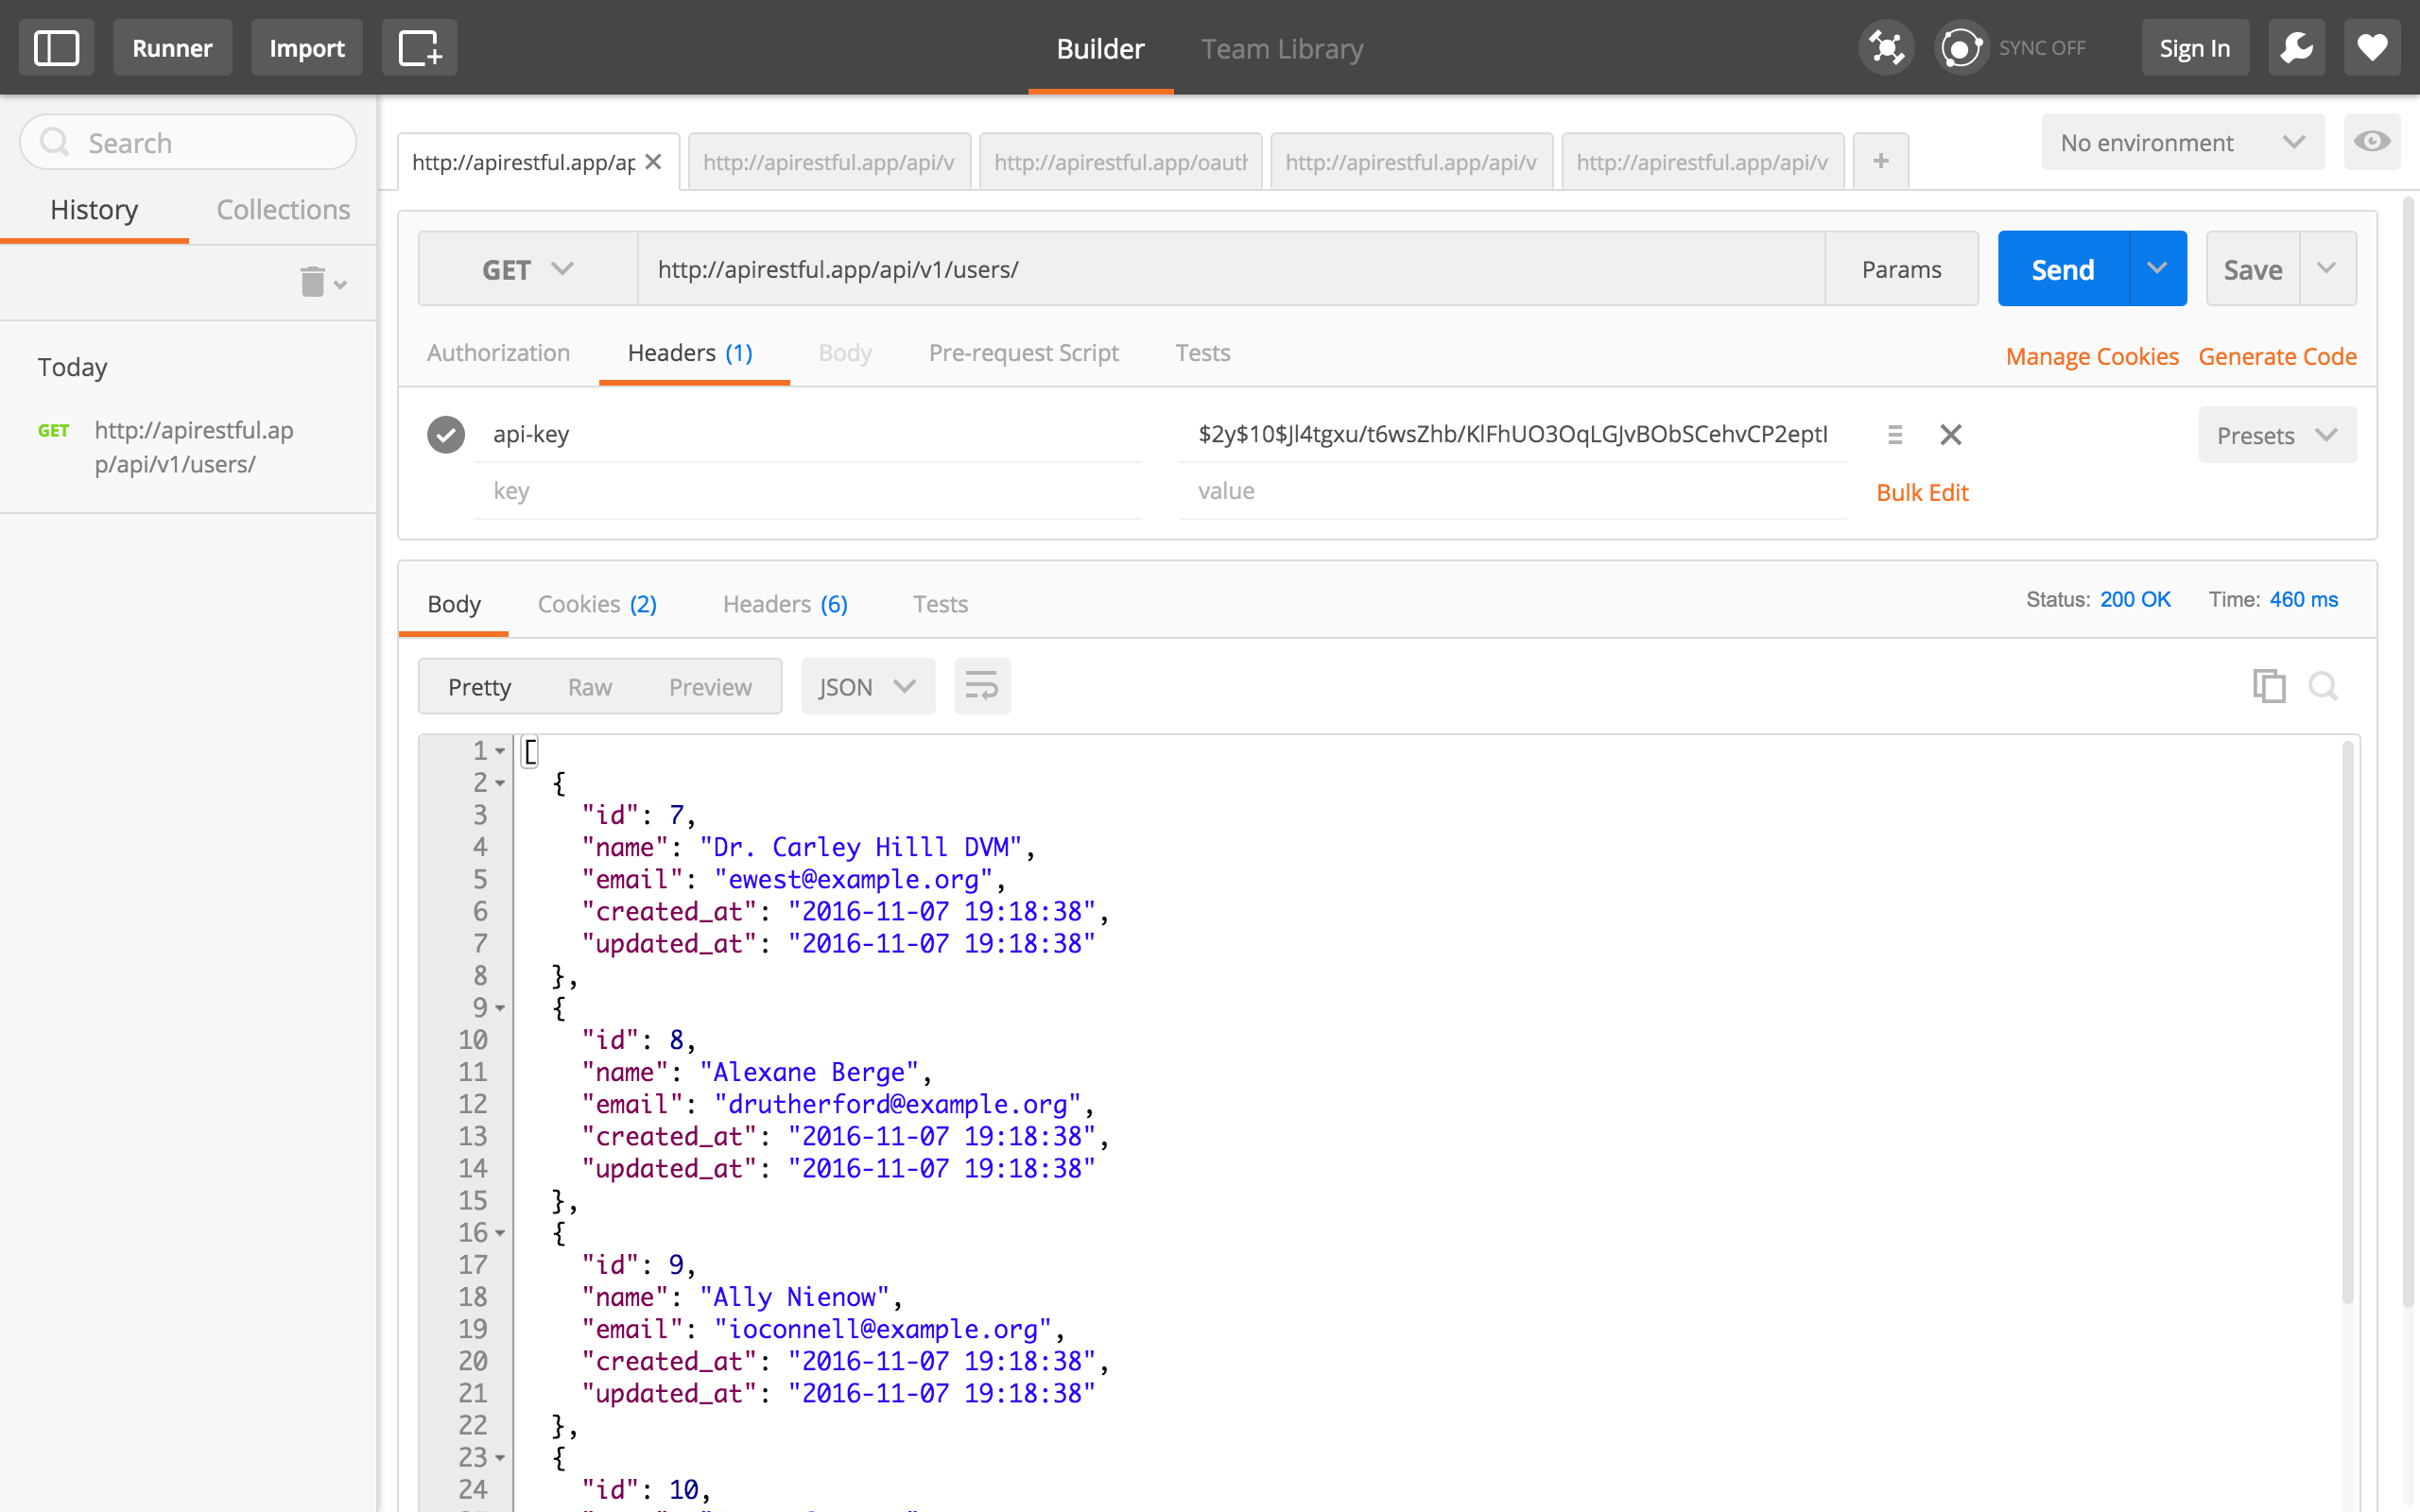 Runner Import Builder Team Library SYNC OFF Sign In
Search
History Collections
Today
GET http://apirestful.ap
p/api/v1/users/
http://apirestful.app/ap http://apirestful.app/api/v http://apirestful.app/oauth http://apirestful.app/api/v http://apirestful.app/api/v + No environment
GET http://apirestful.app/api/v1/users/ Params Send Save
Authorization Headers (1) Body Pre-request Script Tests Manage Cookies Generate Code
api-key $2y$10$Jl4tgxu/t6wsZhb/KlFhUO3OqLGJvBObSCehvCP2eptI Presets
key value Bulk Edit
Body Cookies (2) Headers (6) Tests Status: 200 OK Time: 460 ms
Pretty Raw Preview JSON
1 [
2 {
3 "id": 7,
4 "name": "Dr. Carley Hilll DVM",
5 "email": "ewest@example.org",
6 "created_at": "2016-11-07 19:18:38",
7 "updated_at": "2016-11-07 19:18:38"
8 },
9 {
10 "id": 8,
11 "name": "Alexane Berge",
12 "email": "drutherford@example.org",
13 "created_at": "2016-11-07 19:18:38",
14 "updated_at": "2016-11-07 19:18:38"
15 },
16 {
17 "id": 9,
18 "name": "Ally Nienow",
19 "email": "ioconnell@example.org",
20 "created_at": "2016-11-07 19:18:38",
21 "updated_at": "2016-11-07 19:18:38"
22 },
23 {
24 "id": 10,